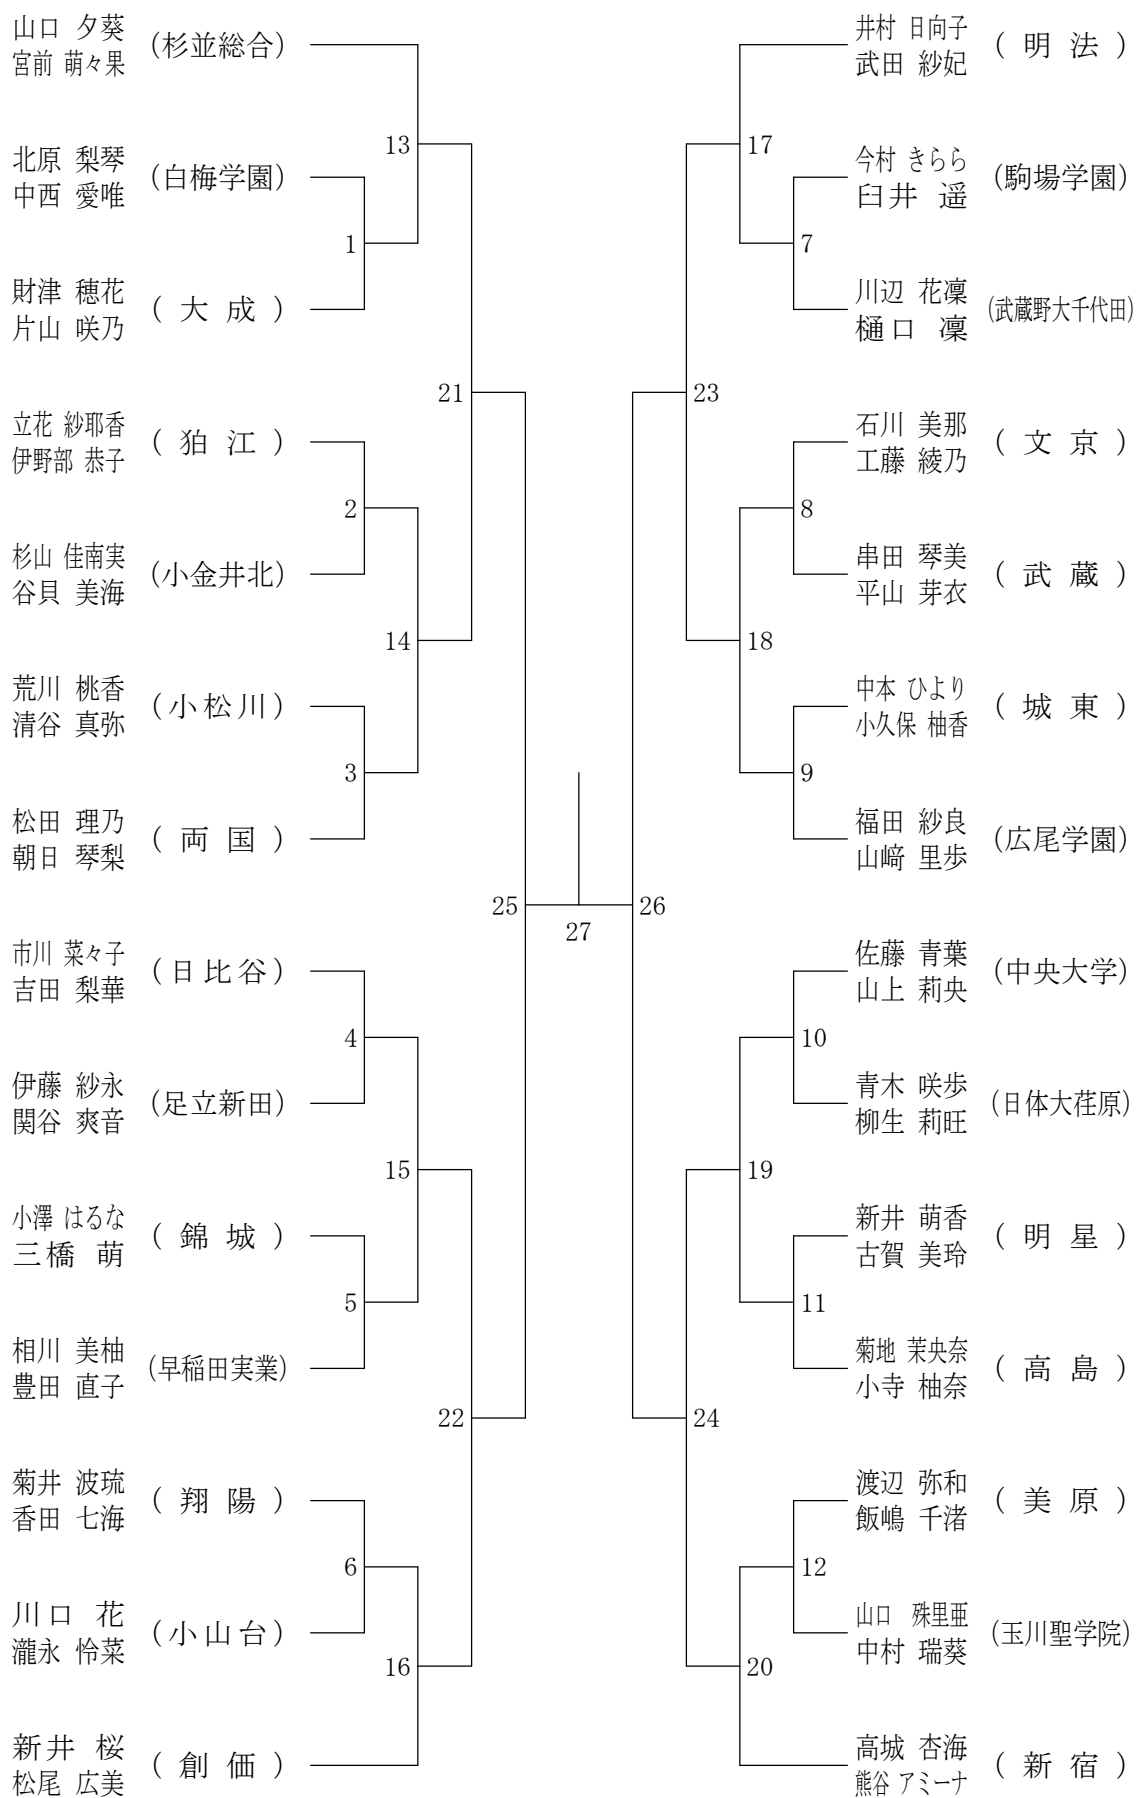 山口 夕葵
宮前 萌々果
(杉並総合)
13
北原 梨琴
中西 愛唯
(白梅学園)
1
財津 穂花
片山 咲乃
(大成)
21
立花 紗耶香
伊野部 恭子
(狛江)
2
杉山 佳南実
谷貝 美海
(小金井北)
14
荒川 桃香
清谷 真弥
(小松川)
3
松田 理乃
朝日 琴梨
(両国)
25
市川 菜々子
吉田 梨華
(日比谷)
4
伊藤 紗永
関谷 爽音
(足立新田)
15
小澤 はるな
三橋 萌
(錦城)
5
相川 美柚
豊田 直子
(早稲田実業)
22
菊井 波琉
香田 七海
(翔陽)
6
川口 花
瀧永 怜菜
(小山台)
16
新井 桜
松尾 広美
(創価)
27
井村 日向子
武田 紗妃
(明法)
17
今村 きらら
臼井 遥
(駒場学園)
7
川辺 花凜
樋口 凜
(武蔵野大千代田)
23
石川 美那
工藤 綾乃
(文京)
8
串田 琴美
平山 芽衣
(武蔵)
18
中本 ひより
小久保 柚香
(城東)
9
福田 紗良
山﨑 里歩
(広尾学園)
26
佐藤 青葉
山上 莉央
(中央大学)
10
青木 咲歩
柳生 莉旺
(日体大荏原)
19
新井 萌香
古賀 美玲
(明星)
11
菊地 茉央奈
小寺 柚奈
(高島)
24
渡辺 弥和
飯嶋 千渚
(美原)
12
山口 殊里亜
中村 瑞葵
(玉川聖学院)
20
高城 杏海
熊谷 アミーナ
(新宿)